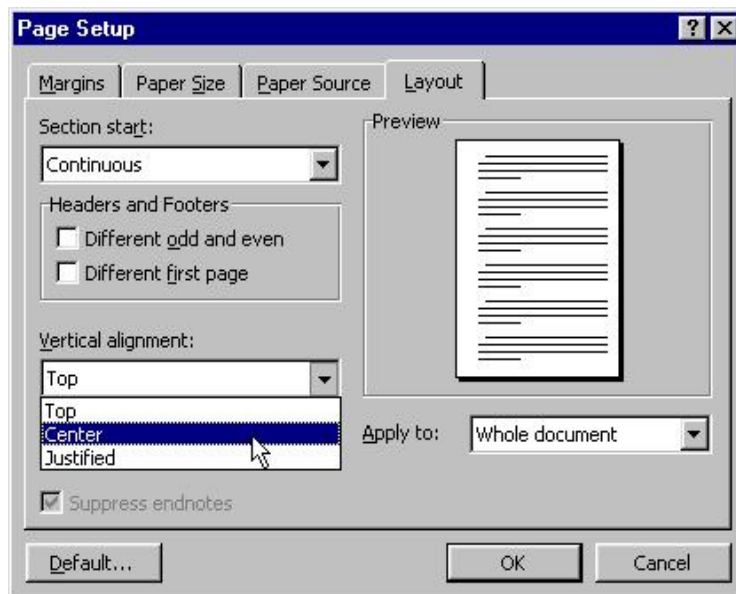 Page Setup
Margins Paper Size Paper Source Layout
Section start:
Continuous
Headers and Footers
Different odd and even
Different first page
Vertical alignment:
Top
Top
Center
Justified
Suppress endnotes
Preview
Apply to: Whole document
Default... OK Cancel